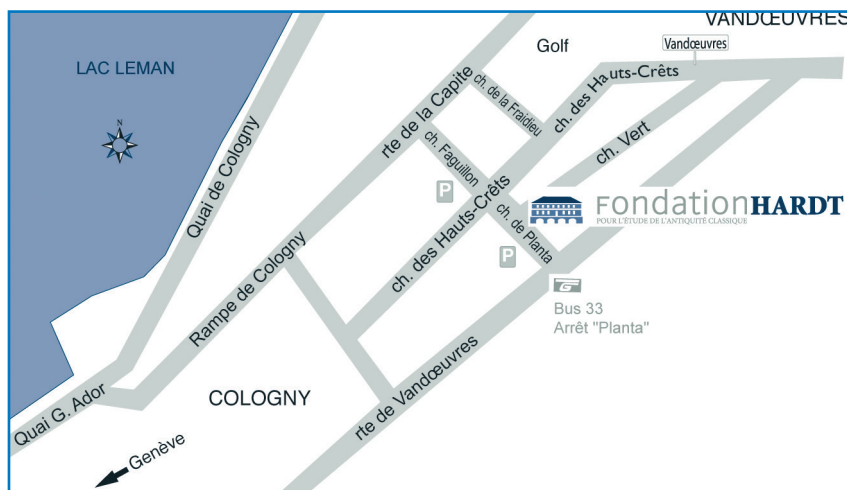 VANDŒUVRES
LAC LEMAN
Golf
Vandœuvres
N
ch. des Hauts-Crêts
rte de la Capite
ch. de la Fraidieu
ch. Vert
ch. Faguillon
Quai de Cologny
P
fonDationHARDT
POUR L'ÉTUDE DE L'ANTIQUITÉ CLASSIQUE
ch. des Hauts-Crêts
ch. de Planta
P
Rampe de Cologny
Bus 33
Arrêt "Planta"
rte de Vandœuvres
COLOGNY
Quai G. Ador
Genève